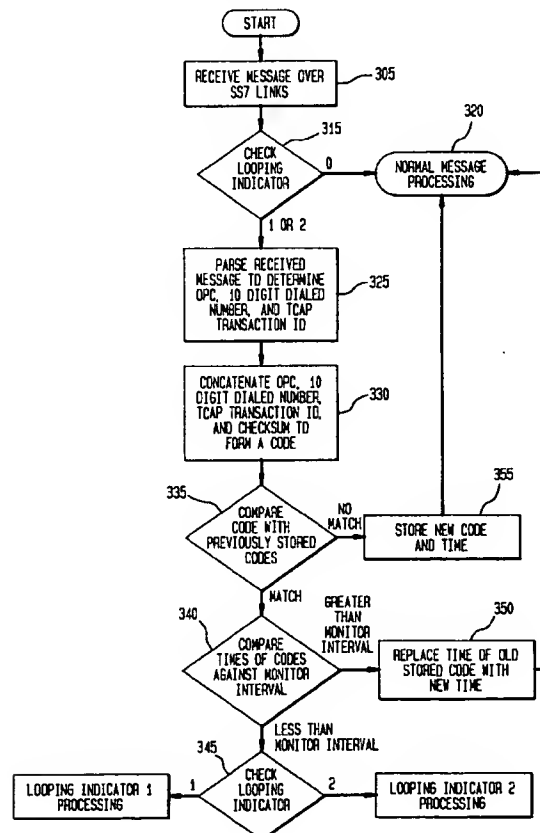 START
RECEIVE MESSAGE OVER
SS7 LINKS
305
315
CHECK
LOOPING
INDICATOR
0
320
NORMAL MESSAGE
PROCESSING
1 OR 2
PARSE RECEIVED
MESSAGE TO DETERMINE
OPC, 10 DIGIT DIALED
NUMBER, AND TCAP
TRANSACTION ID
325
CONCATENATE OPC, 10
DIGIT DIALED NUMBER,
TCAP TRANSACTION ID,
AND CHECKSUM TO
FORM A CODE
330
335
COMPARE
CODE WITH
PREVIOUSLY STORED
CODES
NO
MATCH
355
STORE NEW CODE
AND TIME
MATCH
340
COMPARE
TIMES OF CODES
AGAINST MONITOR
INTERVAL
GREATER
THAN
MONITOR
INTERVAL
350
REPLACE TIME OF OLD
STORED CODE WITH
NEW TIME
LESS THAN
MONITOR INTERVAL
345
CHECK
LOOPING
INDICATOR
1
2
LOOPING INDICATOR 1
PROCESSING
LOOPING INDICATOR 2
PROCESSING